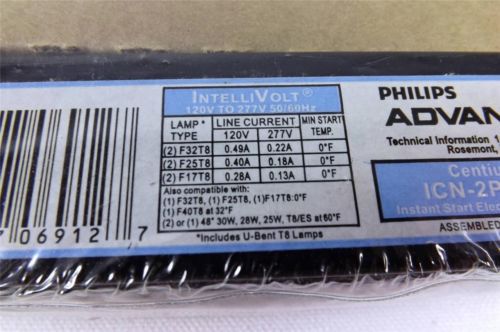 INTELLIVOLT®
120V TO 277V 50/60Hz
LAMP* TYPE LINE CURRENT MIN START TEMP.
120V 277V
(2) F32T8 0.49A 0.22A 0°F
(2) F25T8 0.40A 0.18A 0°F
(2) F17T8 0.28A 0.13A 0°F
Also compatible with:
(1) F32T8, (1) F25T8, (1)F17T8:0°F
(1) F40T8 at 32°F
(2) or (1) 48" 30W, 28W, 25W, T8/ES at 60°F
*Includes U-Bent T8 Lamps
06912 7
PHILIPS
ADVAN
Technical Information
Rosemont,
Centiu
ICN-2P
Instant Start Elec
ASSEMBLED